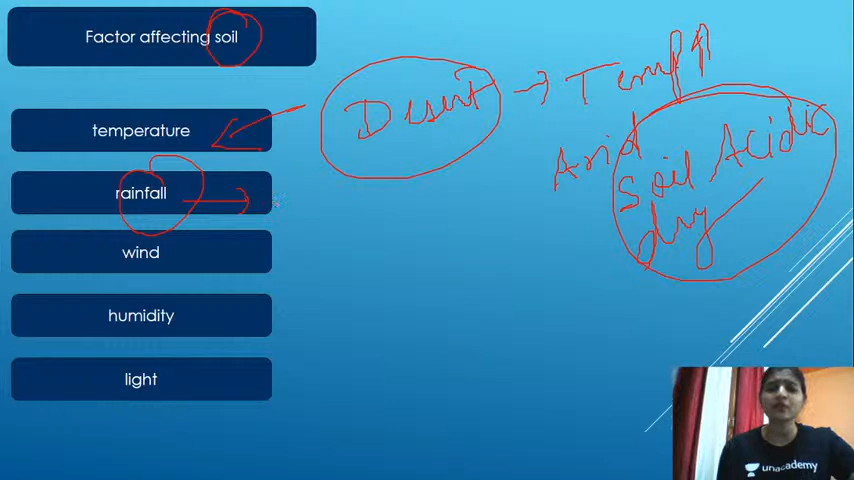 Factor affecting soil
temperature
rainfall
wind
humidity
light
Desert → Temp ↑
Arid
Soil Acidic
dry
unacademy